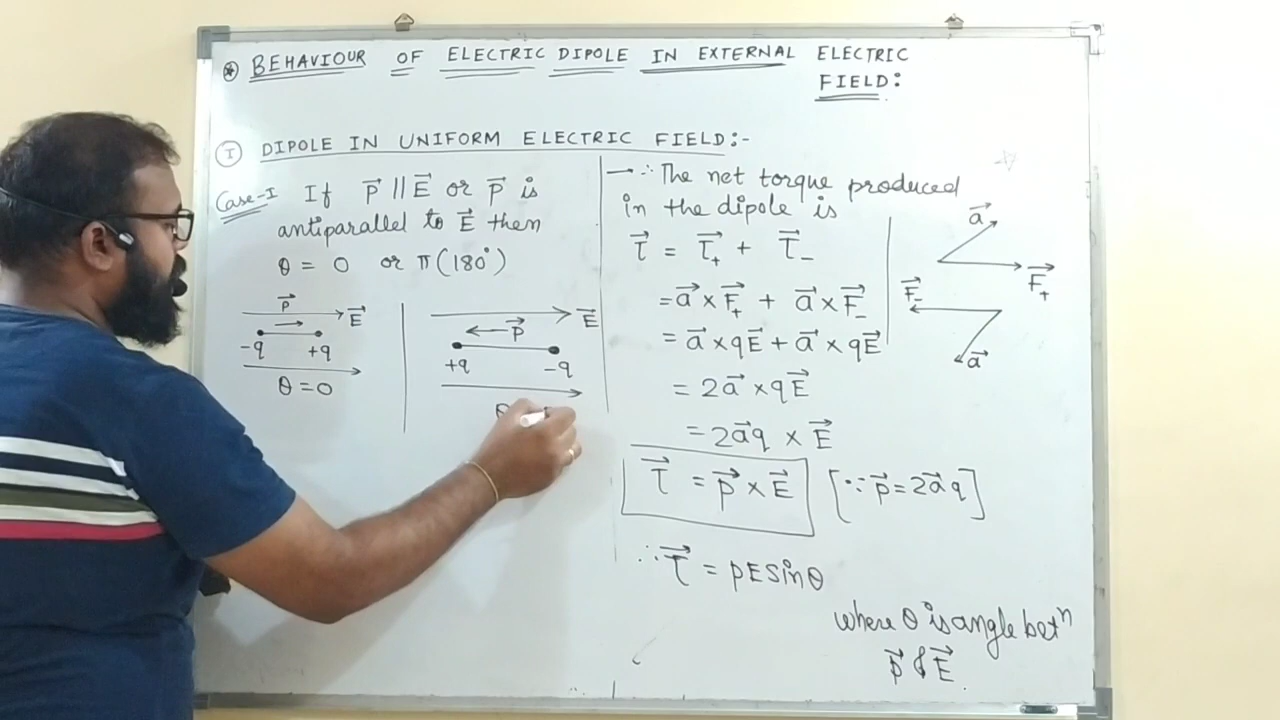 * BEHAVIOUR OF ELECTRIC DIPOLE IN EXTERNAL ELECTRIC
FIELD:
I DIPOLE IN UNIFORM ELECTRIC FIELD:-
Case-I If p⃗ || E⃗ or p⃗ is
antiparallel to E⃗ then
θ = 0 or π(180°)
P⃗
E⃗
-q +q
θ = 0
E⃗
p⃗
+q -q
→ ∴ The net torque produced
in the dipole is
τ⃗ = τ⃗₊ + τ⃗₋
= a⃗ × F⃗₊ + a⃗ × F⃗₋
= a⃗ × qE⃗ + a⃗ × qE⃗
= 2a⃗ × qE⃗
= 2a⃗q × E⃗
τ⃗ = p⃗ × E⃗ [∵ p⃗ = 2a⃗q]
∴ τ⃗ = pE sinθ
where θ is angle betⁿ
p⃗ & E⃗.
a⃗
F⃗₊
F⃗₋
a⃗